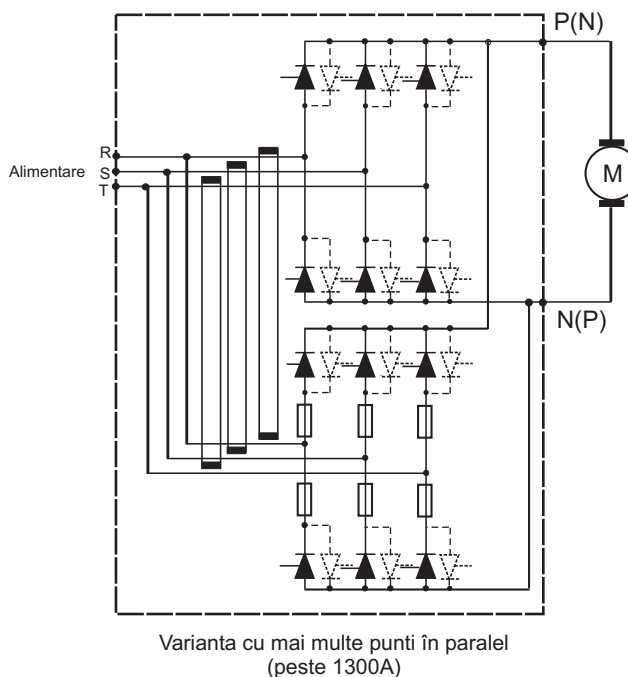 P(N)
R
Alimentare
S
T
M
N(P)
Varianta cu mai multe punti în paralel
(peste 1300A)